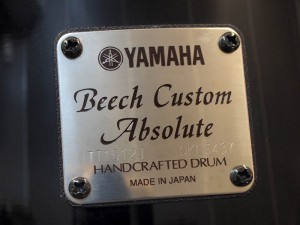 YAMAHA
Beech Custom
Absolute
HANDCRAFTED DRUM
MADE IN JAPAN